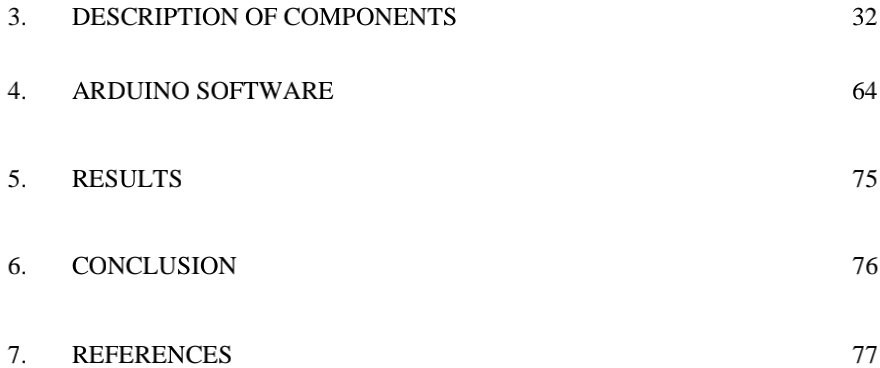 3. DESCRIPTION OF COMPONENTS 32
4. ARDUINO SOFTWARE 64
5. RESULTS 75
6. CONCLUSION 76
7. REFERENCES 77